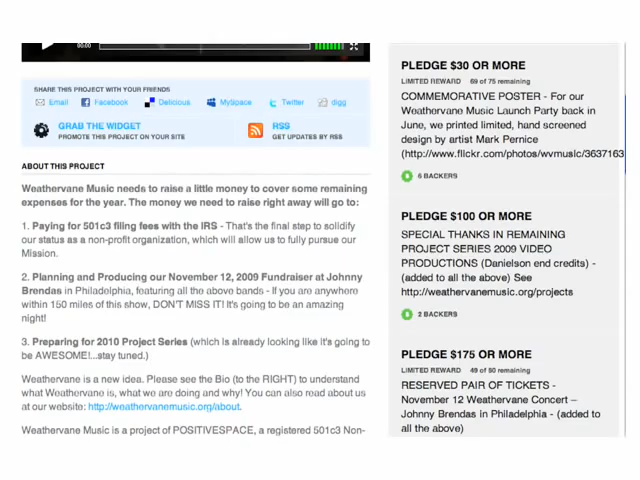 00:00
SHARE THIS PROJECT WITH YOUR FRIENDS
Email
Facebook
Delicious
MySpace
Twitter
digg
GRAB THE WIDGET
PROMOTE THIS PROJECT ON YOUR SITE
RSS
GET UPDATES BY RSS
ABOUT THIS PROJECT
Weathervane Music needs to raise a little money to cover some remaining
expenses for the year. The money we need to raise right away will go to:
1. Paying for 501c3 filing fees with the IRS - That's the final step to solidify
our status as a non-profit organization, which will allow us to fully pursue our
Mission.
2. Planning and Producing our November 12, 2009 Fundraiser at Johnny
Brendas in Philadelphia, featuring all the above bands - If you are anywhere
within 150 miles of this show, DON'T MISS IT! It's going to be an amazing
night!
3. Preparing for 2010 Project Series (which is already looking like it's going to
be AWESOME!...stay tuned.)
Weathervane is a new idea. Please see the Bio (to the RIGHT) to understand
what Weathervane is, what we are doing and why! You can also read about us
at our website: http://weathervanemusic.org/about.
Weathervane Music is a project of POSITIVESPACE, a registered 501c3 Non-
PLEDGE $30 OR MORE
LIMITED REWARD 69 of 75 remaining
COMMEMORATIVE POSTER - For our
Weathervane Music Launch Party back in
June, we printed limited, hand screened
design by artist Mark Pernice
(http://www.flickr.com/photos/wmusic/3637163
6 BACKERS
PLEDGE $100 OR MORE
SPECIAL THANKS IN REMAINING
PROJECT SERIES 2009 VIDEO
PRODUCTIONS (Danielson end credits) -
(added to all the above) See
http://weathervanemusic.org/projects
2 BACKERS
PLEDGE $175 OR MORE
LIMITED REWARD 49 of 50 remaining
RESERVED PAIR OF TICKETS -
November 12 Weathervane Concert –
Johnny Brendas in Philadelphia - (added to
all the above)